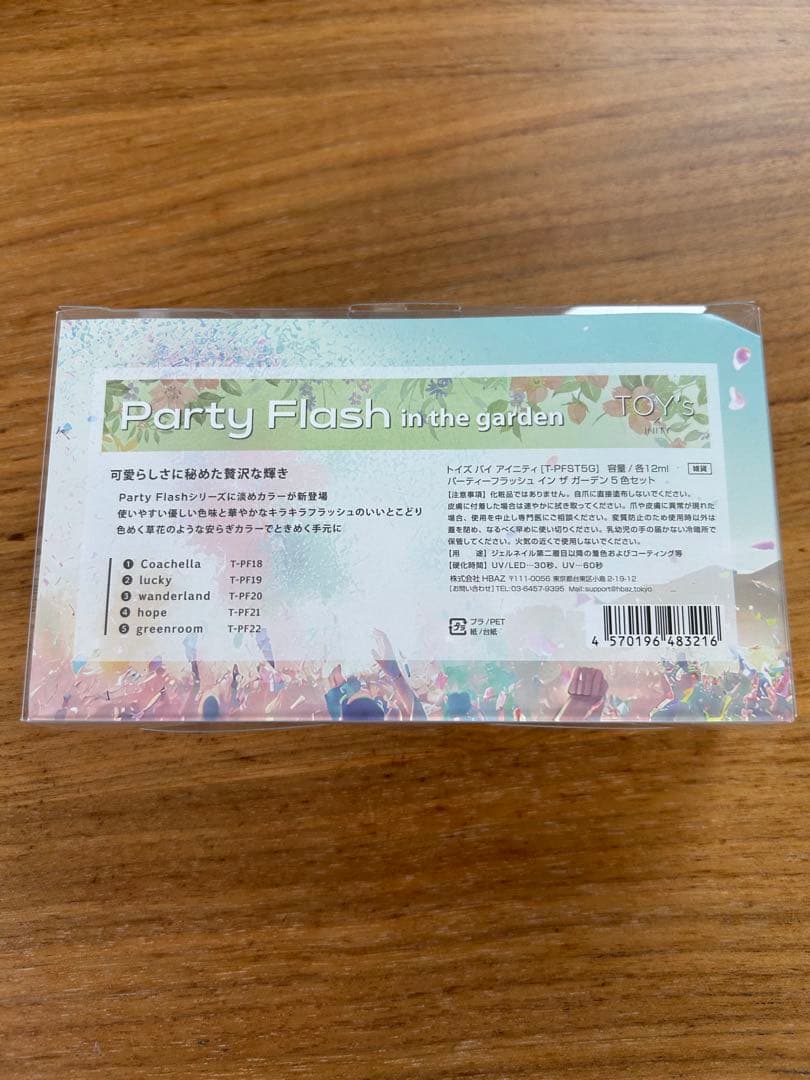 Party Flash in the garden
TOY's
×
INITY
可愛らしさに秘めた贅沢な輝き
Party Flashシリーズに淡めカラーが新登場
使いやすい優しい色味と華やかなキラキラフラッシュのいいとこどり
色めく草花のような安らぎカラーでときめく手元に
1 Coachella T-PF18
2 lucky T-PF19
3 wanderland T-PF20
4 hope T-PF21
5 greenroom T-PF22
トイズ バイ アイニティ [T-PFST5G] 容量 / 各12ml 雑貨
パーティーフラッシュ イン ザ ガーデン 5 色セット
【注意事項】化粧品ではありません。自爪に直接塗布しないでください。
皮膚に付着した場合は速やかに拭き取ってください。爪や皮膚に異常が現れた
場合、使用を中止し専門医にご相談ください。変質防止のため使用時以外は
蓋を閉め、なるべく早めに使い切りください。乳幼児の手の届かない冷暗所で
保管してください。火気の近くで使用しないでください。
【用 途】ジェルネイル第二層目以降の着色およびコーティング等
【硬化時間】UV/LED…30秒、UV…60秒
株式会社 HBAZ 〒111-0056 東京都台東区小島 2-19-12
【お問い合わせ】TEL:03-6457-9395 Mail:support@hbaz.tokyo
プラ / PET
紙 / 台紙
4 570196 483216